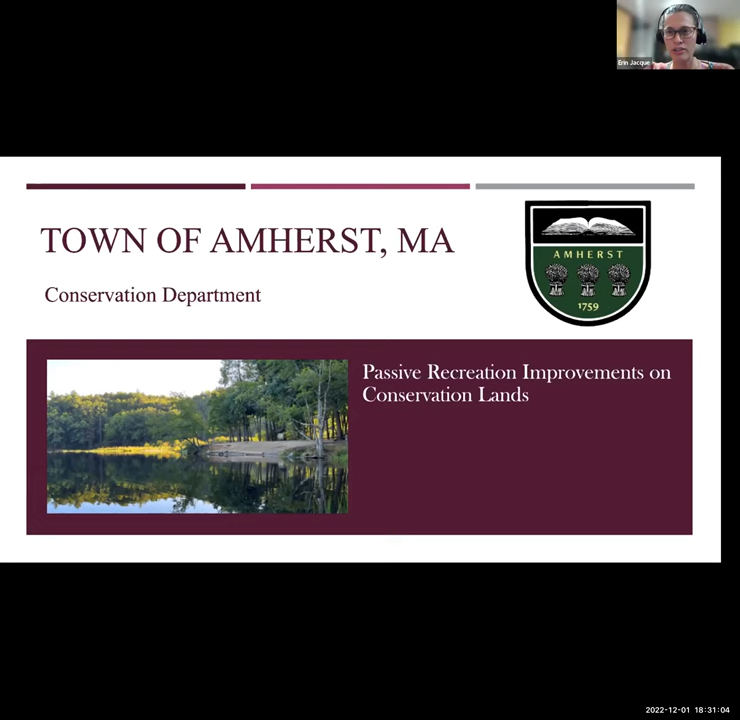 Erin Jacque
TOWN OF AMHERST, MA
Conservation Department
AMHERST
1759
Passive Recreation Improvements on
Conservation Lands
2022-12-01 18:31:04